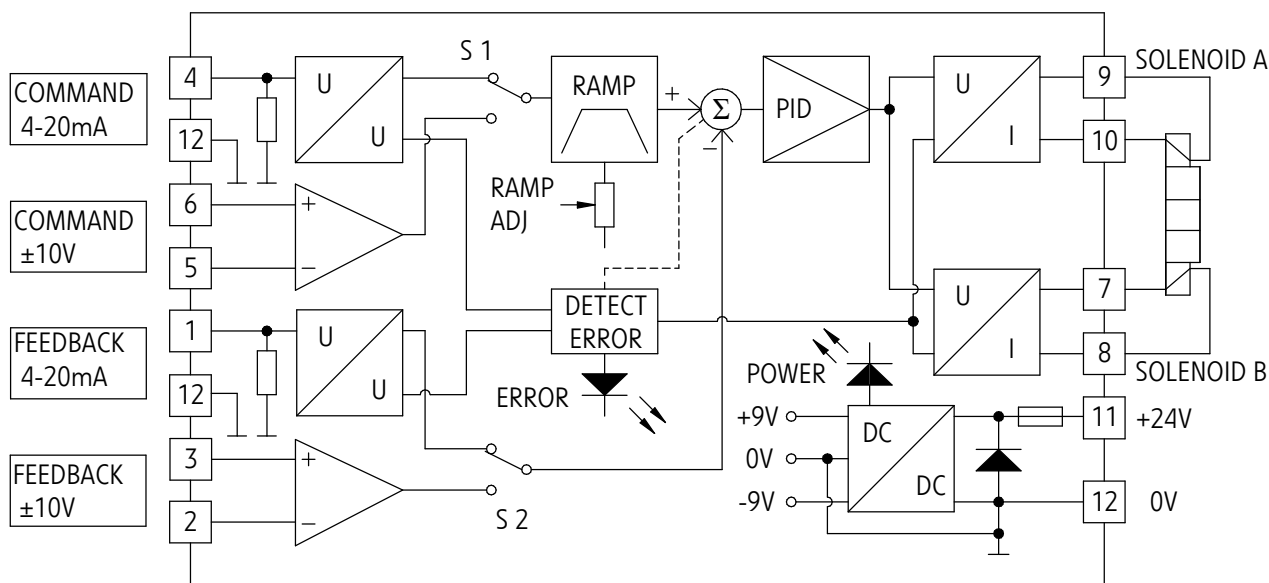 COMMAND
4-20mA
4
12
COMMAND
±10V
6
5
FEEDBACK
4-20mA
1
12
FEEDBACK
±10V
3
2
U
U
S 1
RAMP
RAMP
ADJ
+
Σ
−
PID
U
I
9
SOLENOID A
10
+
−
DETECT
ERROR
ERROR
U
I
7
8
SOLENOID B
U
U
+
−
S 2
POWER
+9V
0V
-9V
DC
DC
11
+24V
12
0V